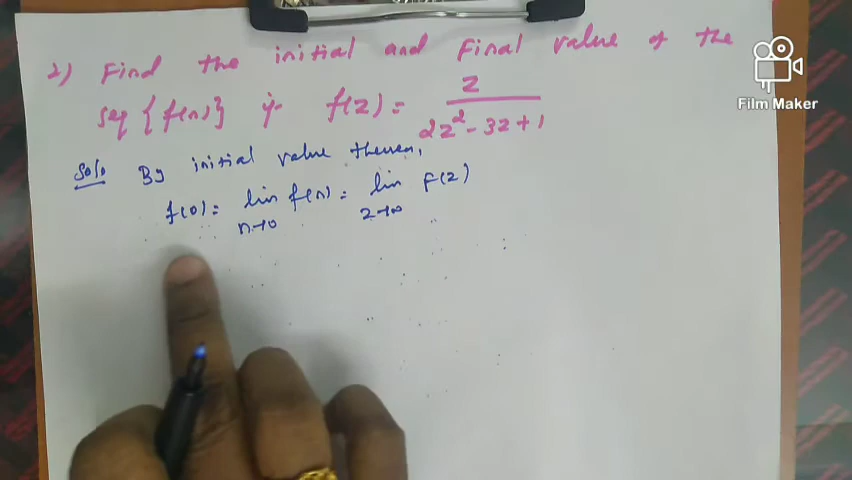 2) Find the initial and Final value of the
seq {f(n)} if f(z) = z / 2z² - 3z + 1
Soln By initial value theorem,
f(0) = lim n→0 f(n) = lim z→∞ F(z)
Film Maker